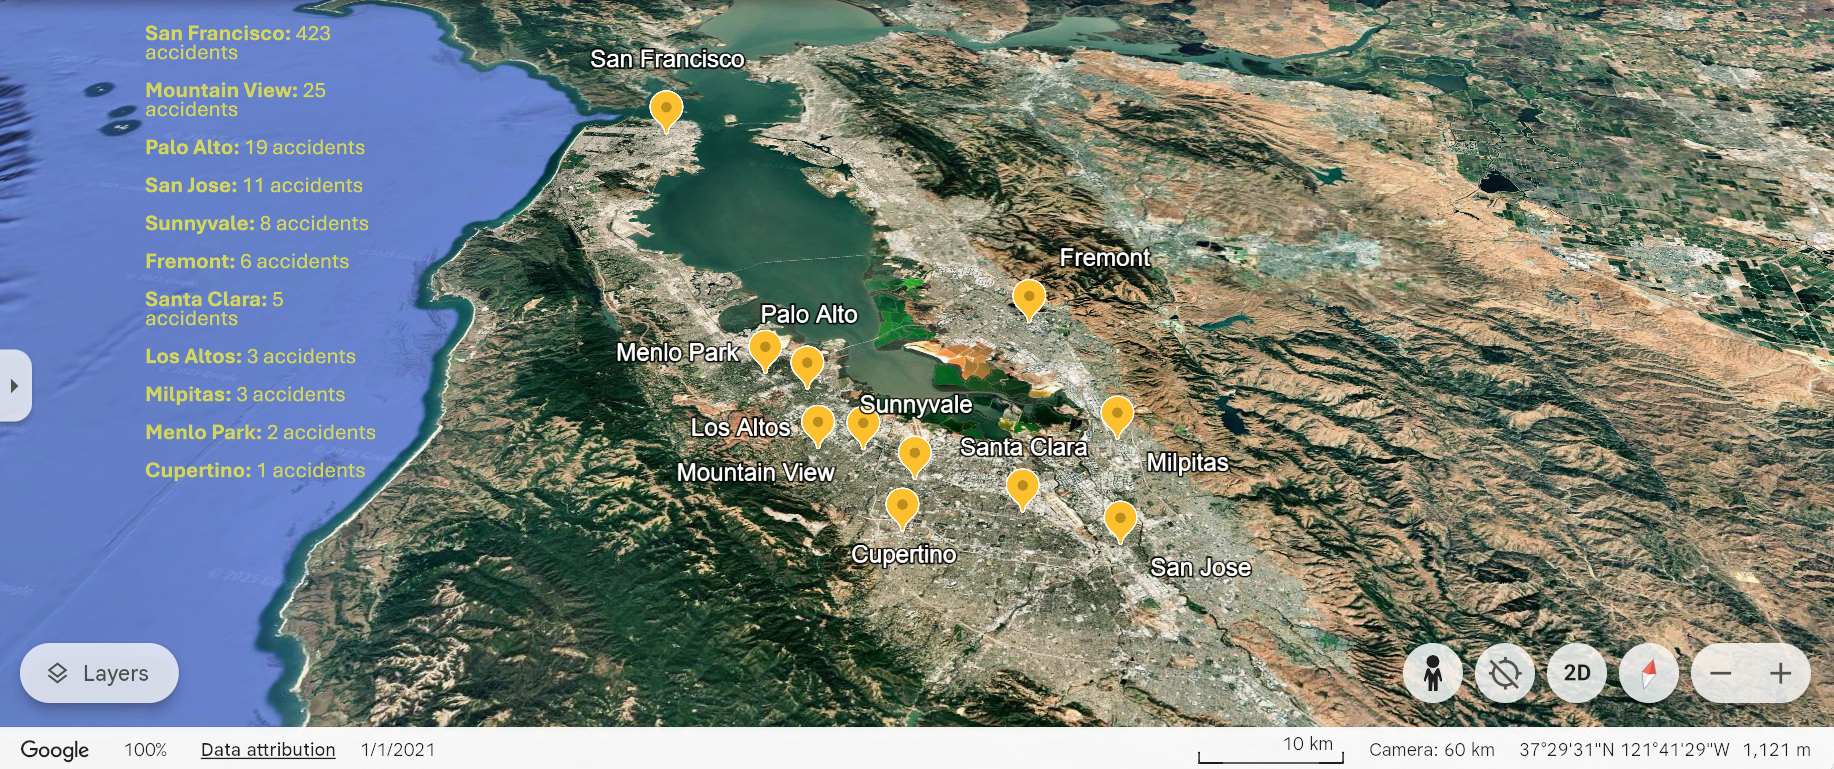 San Francisco: 423
accidents
Mountain View: 25
accidents
Palo Alto: 19 accidents
San Jose: 11 accidents
Sunnyvale: 8 accidents
Fremont: 6 accidents
Santa Clara: 5
accidents
Los Altos: 3 accidents
Milpitas: 3 accidents
Menlo Park: 2 accidents
Cupertino: 1 accidents
San Francisco
Fremont
Palo Alto
Menlo Park
Sunnyvale
Los Altos
Santa Clara
Milpitas
Mountain View
Cupertino
San Jose
Layers
2D
Google 100% Data attribution 1/1/2021 10 km Camera: 60 km 37°29'31"N 121°41'29"W 1,121 m